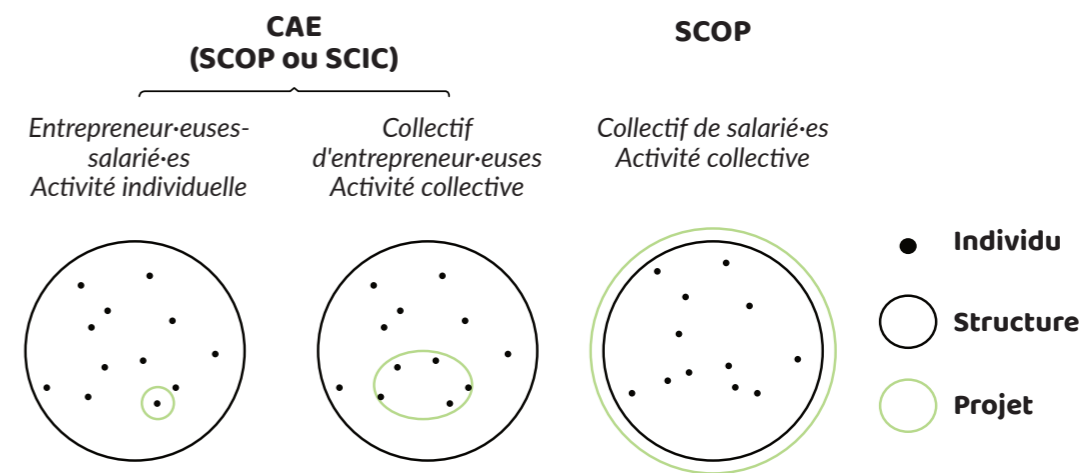 CAE
(SCOP ou SCIC)
SCOP
Entrepreneur·euses-
salarié·es
Activité individuelle
Collectif
d'entrepreneur·euses
Activité collective
Collectif de salarié·es
Activité collective
Individu
Structure
Projet